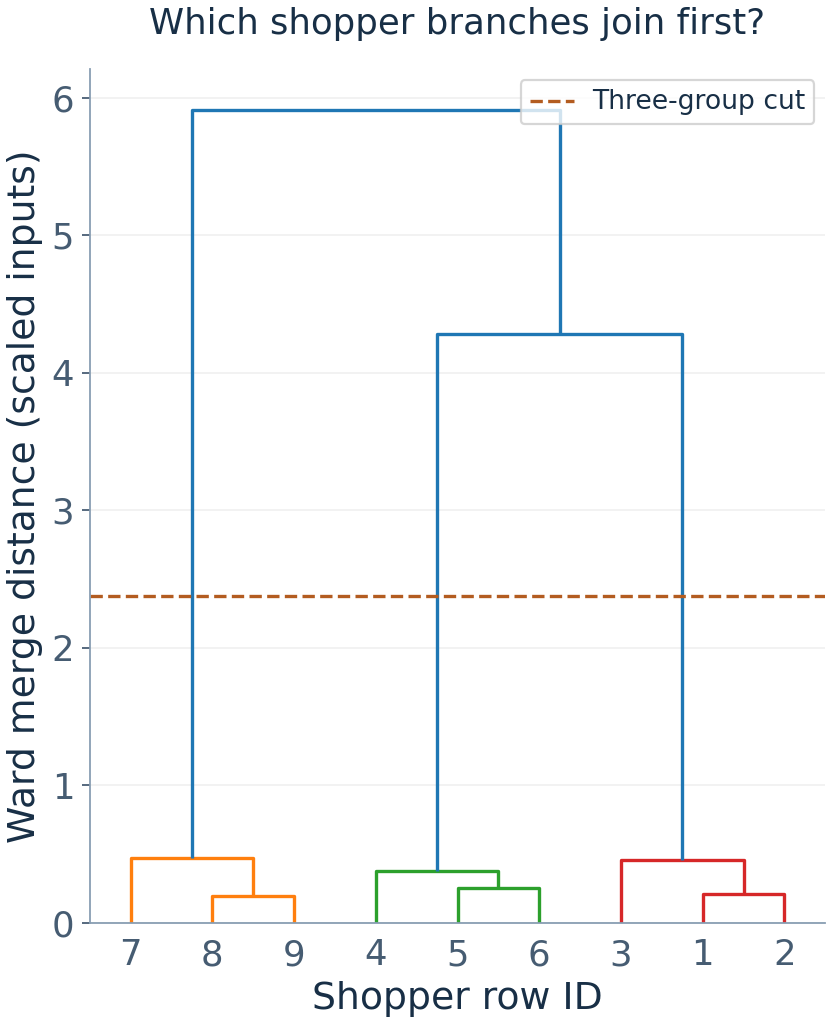 Which shopper branches join first?
Three-group cut
Ward merge distance (scaled inputs)
6
5
4
3
2
1
0
7 8 9 4 5 6 3 1 2
Shopper row ID